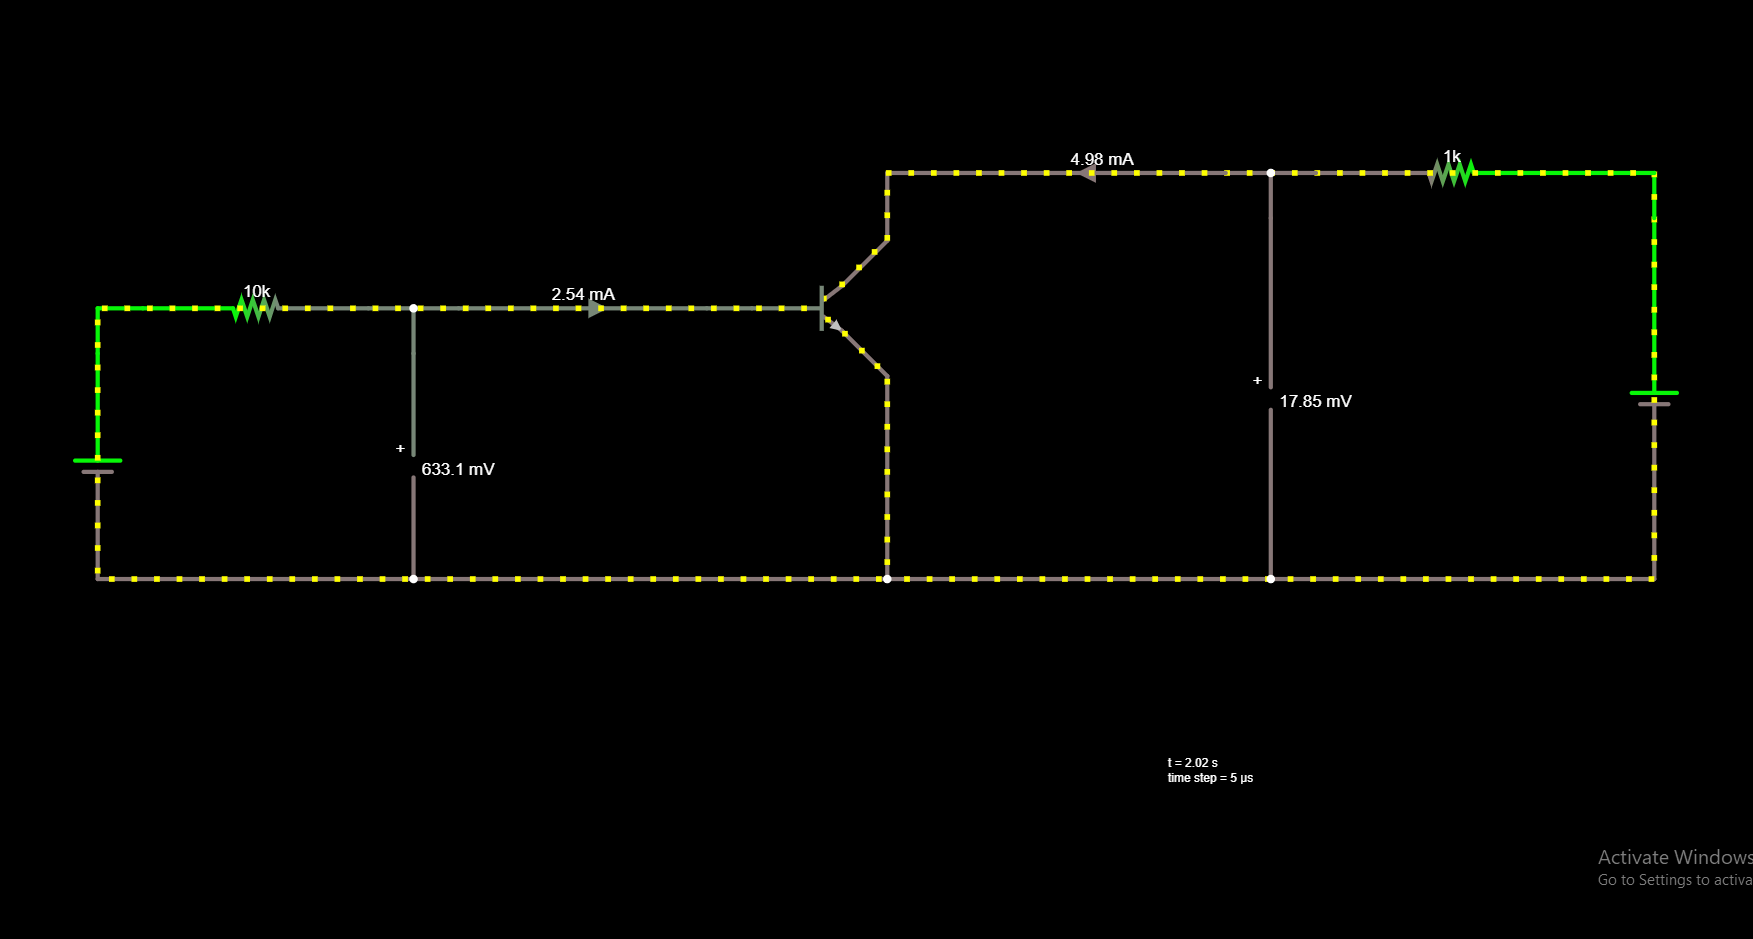 4.98 mA
1k
10k
2.54 mA
+
17.85 mV
+
633.1 mV
t = 2.02 s
time step = 5 µs
Activate Windows
Go to Settings to activa